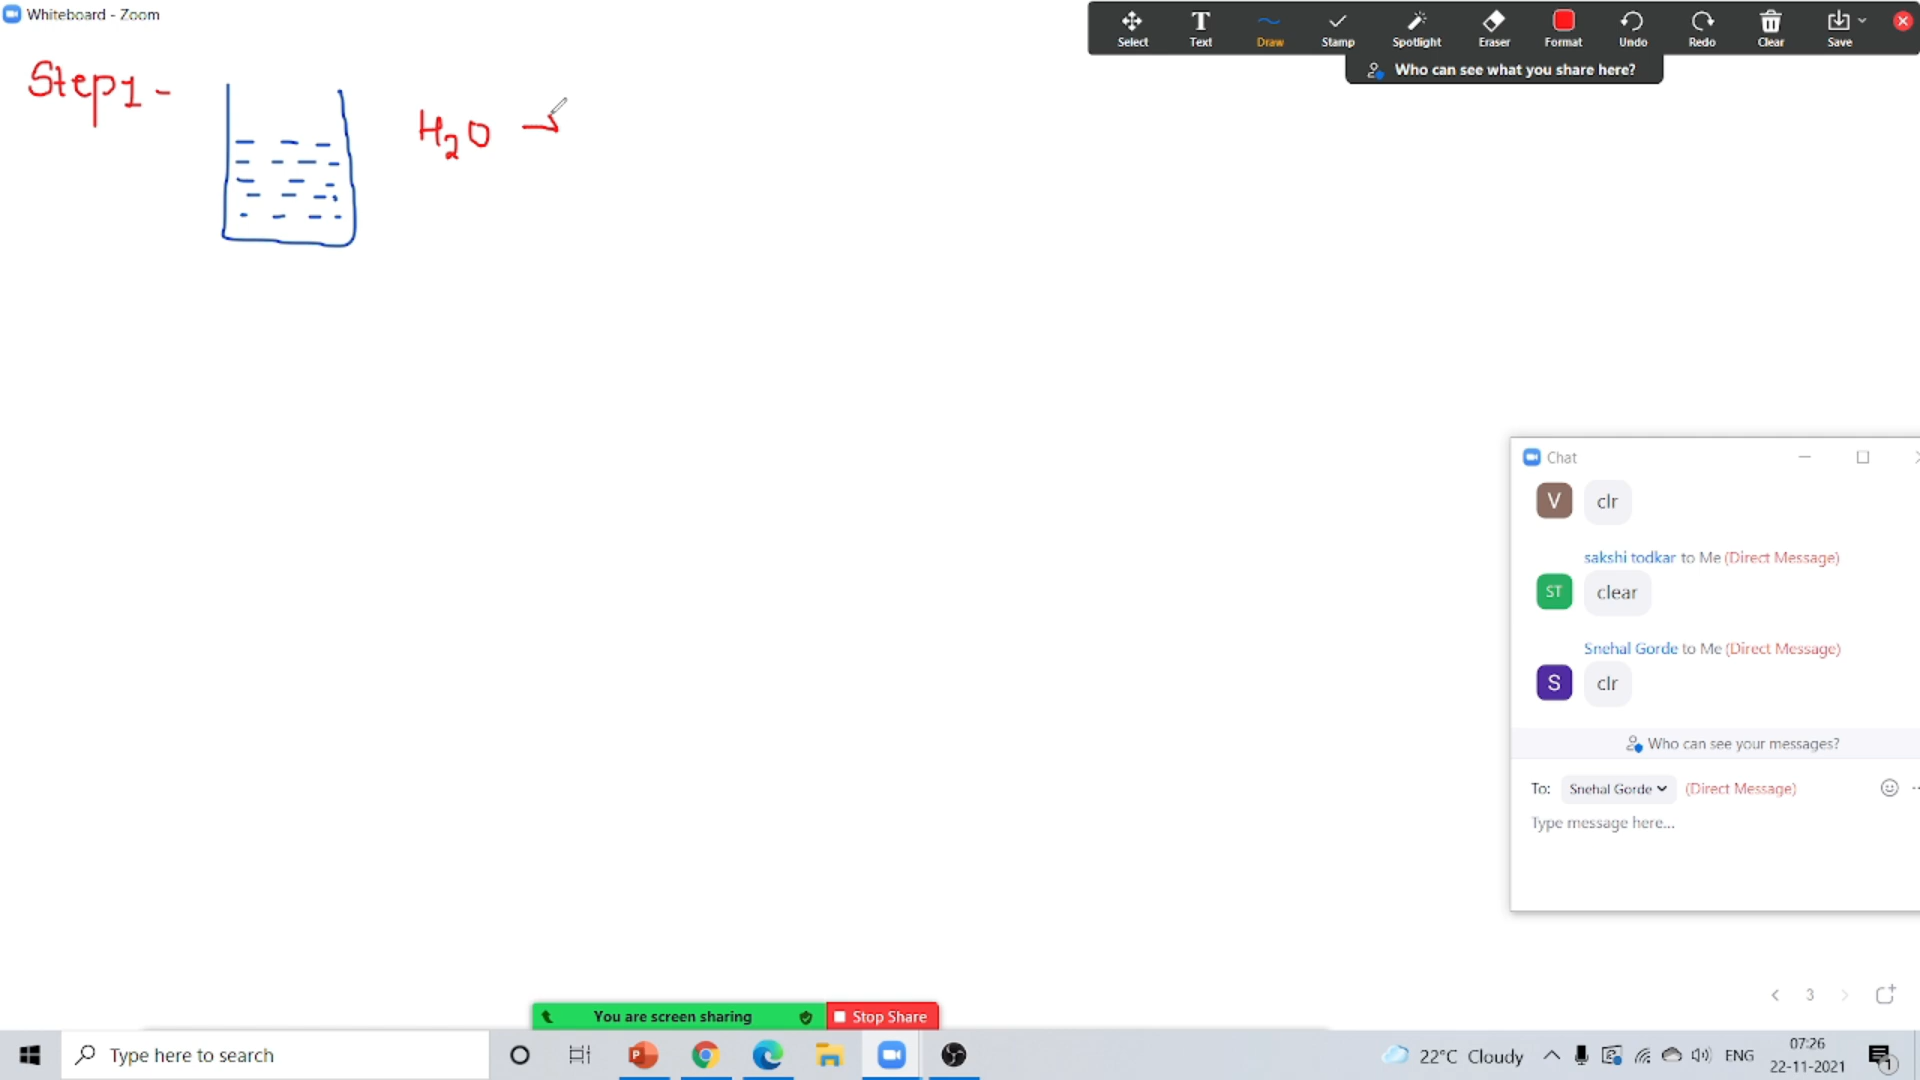 Whiteboard - Zoom
Select Text Draw Stamp Spotlight Eraser Format Undo Redo Clear Save
Who can see what you share here?
Step1 -
H2O →
Chat
V
clr
sakshi todkar to Me (Direct Message)
ST
clear
Snehal Gorde to Me (Direct Message)
S
clr
Who can see your messages?
To: Snehal Gorde (Direct Message)
Type message here...
3
You are screen sharing Stop Share
Type here to search
22°C Cloudy
ENG
07:26
22-11-2021
1